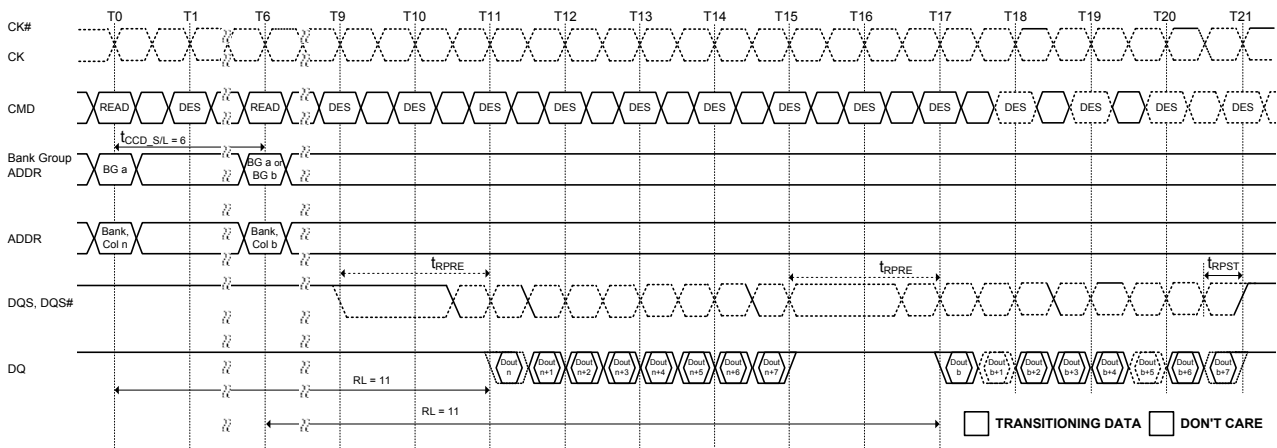 T0 T1 T6 T9 T10 T11 T12 T13 T14 T15 T16 T17 T18 T19 T20 T21
CK#
CK
CMD READ DES READ DES DES DES DES DES DES DES DES DES DES DES DES DES
tCCD_S/L = 6
Bank Group
ADDR
BG a
BG a or
BG b
ADDR
Bank,
Col n
Bank,
Col b
tRPRE tRPRE tRPST
DQS, DQS#
DQ
Dout
n
Dout
n+1
Dout
n+2
Dout
n+3
Dout
n+4
Dout
n+5
Dout
n+6
Dout
n+7
Dout
b
Dout
b+1
Dout
b+2
Dout
b+3
Dout
b+4
Dout
b+5
Dout
b+6
Dout
b+7
RL = 11
RL = 11
TRANSITIONING DATA DON'T CARE